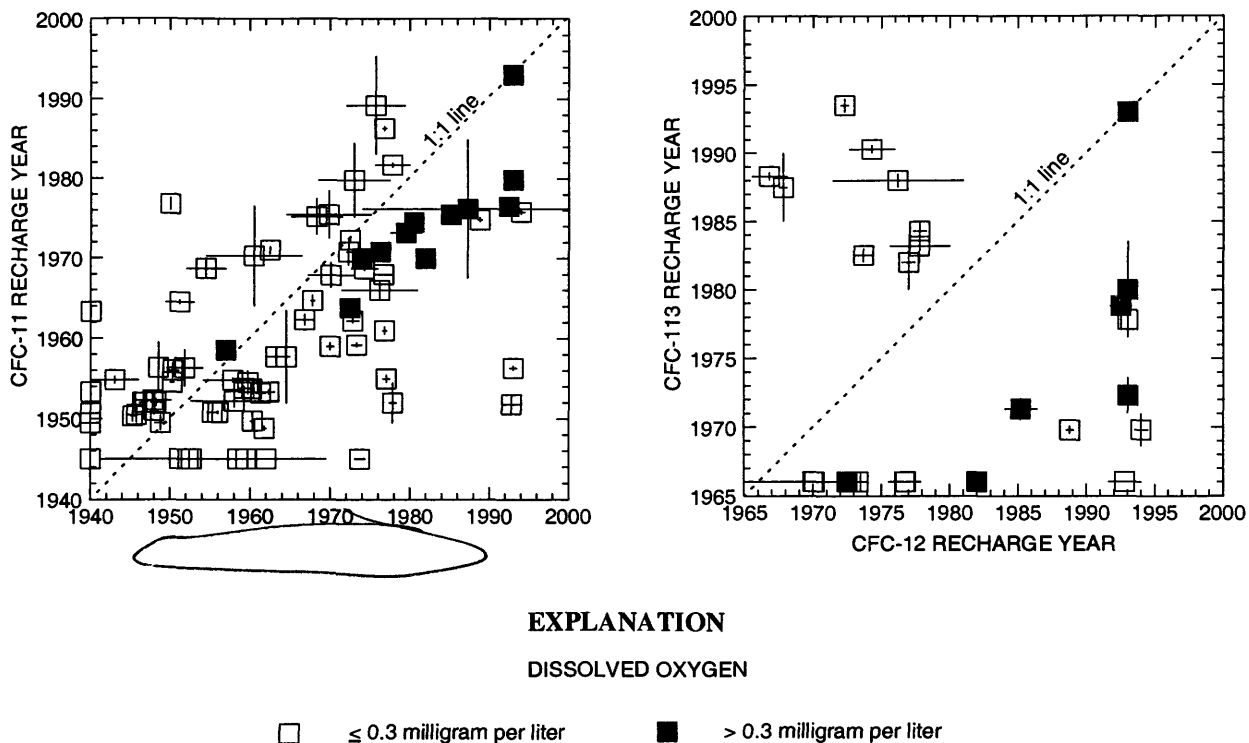 2000
1990
1980
1970
1960
1950
1940
CFC-11 RECHARGE YEAR
1:1 line
1940 1950 1960 1970 1980 1990 2000
2000
1995
1990
1985
1980
1975
1970
1965
CFC-113 RECHARGE YEAR
1:1 line
1965 1970 1975 1980 1985 1990 1995 2000
CFC-12 RECHARGE YEAR
EXPLANATION
DISSOLVED OXYGEN
≤ 0.3 milligram per liter
> 0.3 milligram per liter